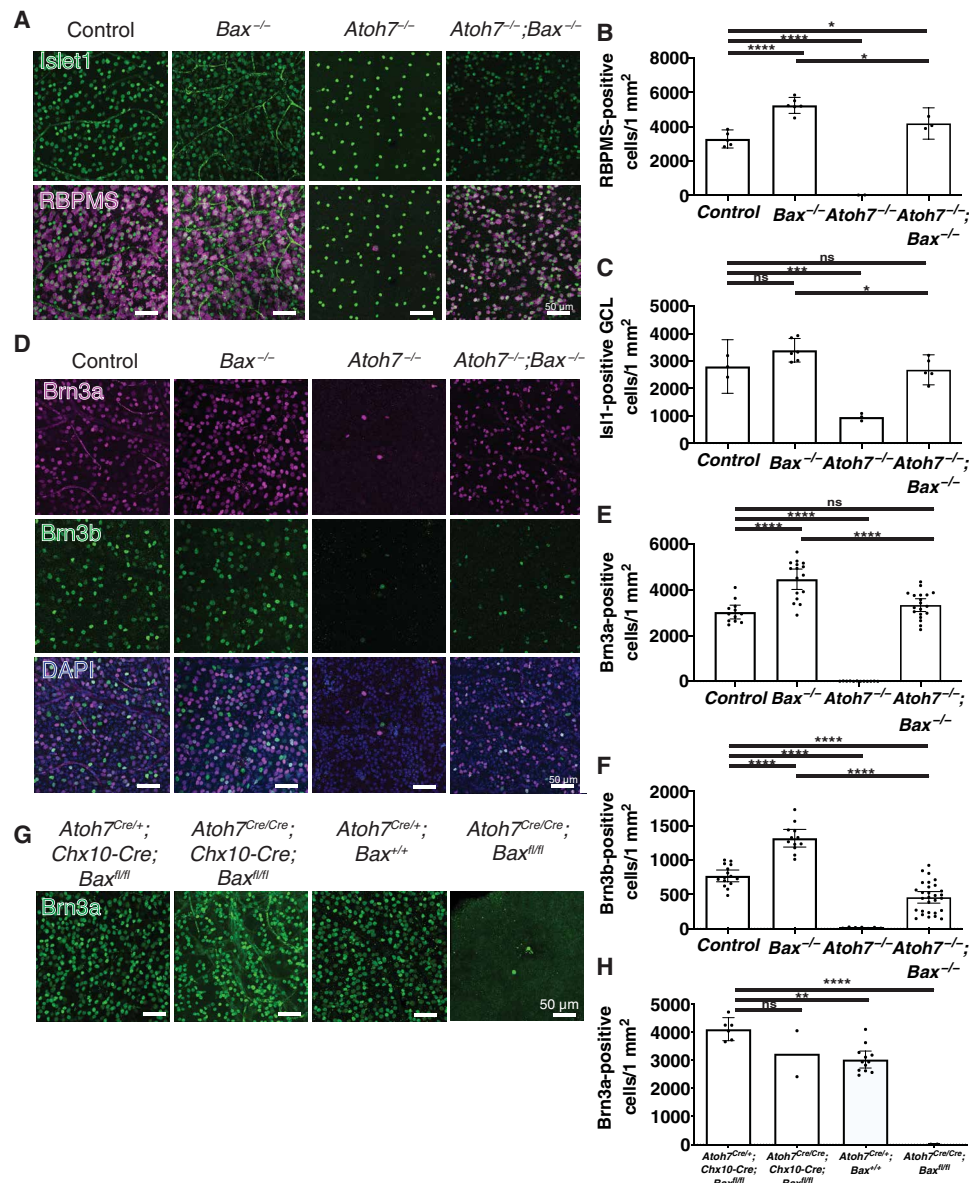 A
Control
Bax–/–
Atoh7–/–
Atoh7–/–;Bax–/–
Islet1
RBPMS
50 µm
B
RBPMS-positive
cells/1 mm2
*
****
****
*
8000
6000
4000
2000
0
Control
Bax–/–
Atoh7–/–
Atoh7–/–;
Bax–/–
C
Isl1-positive GCL
cells/1 mm2
ns
***
ns
*
5000
4000
3000
2000
1000
0
Control
Bax–/–
Atoh7–/–
Atoh7–/–;
Bax–/–
D
Control
Bax–/–
Atoh7–/–
Atoh7–/–;Bax–/–
Brn3a
Brn3b
DAPI
50 µm
E
Brn3a-positive
cells/1 mm2
ns
****
****
****
6000
4000
2000
0
Control
Bax–/–
Atoh7–/–
Atoh7–/–;
Bax–/–
F
Brn3b-positive
cells/1 mm2
****
****
****
****
2000
1500
1000
500
0
Control
Bax–/–
Atoh7–/–
Atoh7–/–;
Bax–/–
G
Atoh7Cre/+;
Chx10-Cre;
Baxfl/fl
Atoh7Cre/Cre;
Chx10-Cre;
Baxfl/fl
Atoh7Cre/+;
Bax+/+
Atoh7Cre/Cre;
Baxfl/fl
Brn3a
50 µm
H
Brn3a-positive
cells/1 mm2
****
**
ns
5000
4000
3000
2000
1000
0
Atoh7Cre/+;
Chx10-Cre;
Baxfl/fl
Atoh7Cre/Cre;
Chx10-Cre;
Baxfl/fl
Atoh7Cre/+;
Bax+/+
Atoh7Cre/Cre;
Baxfl/fl